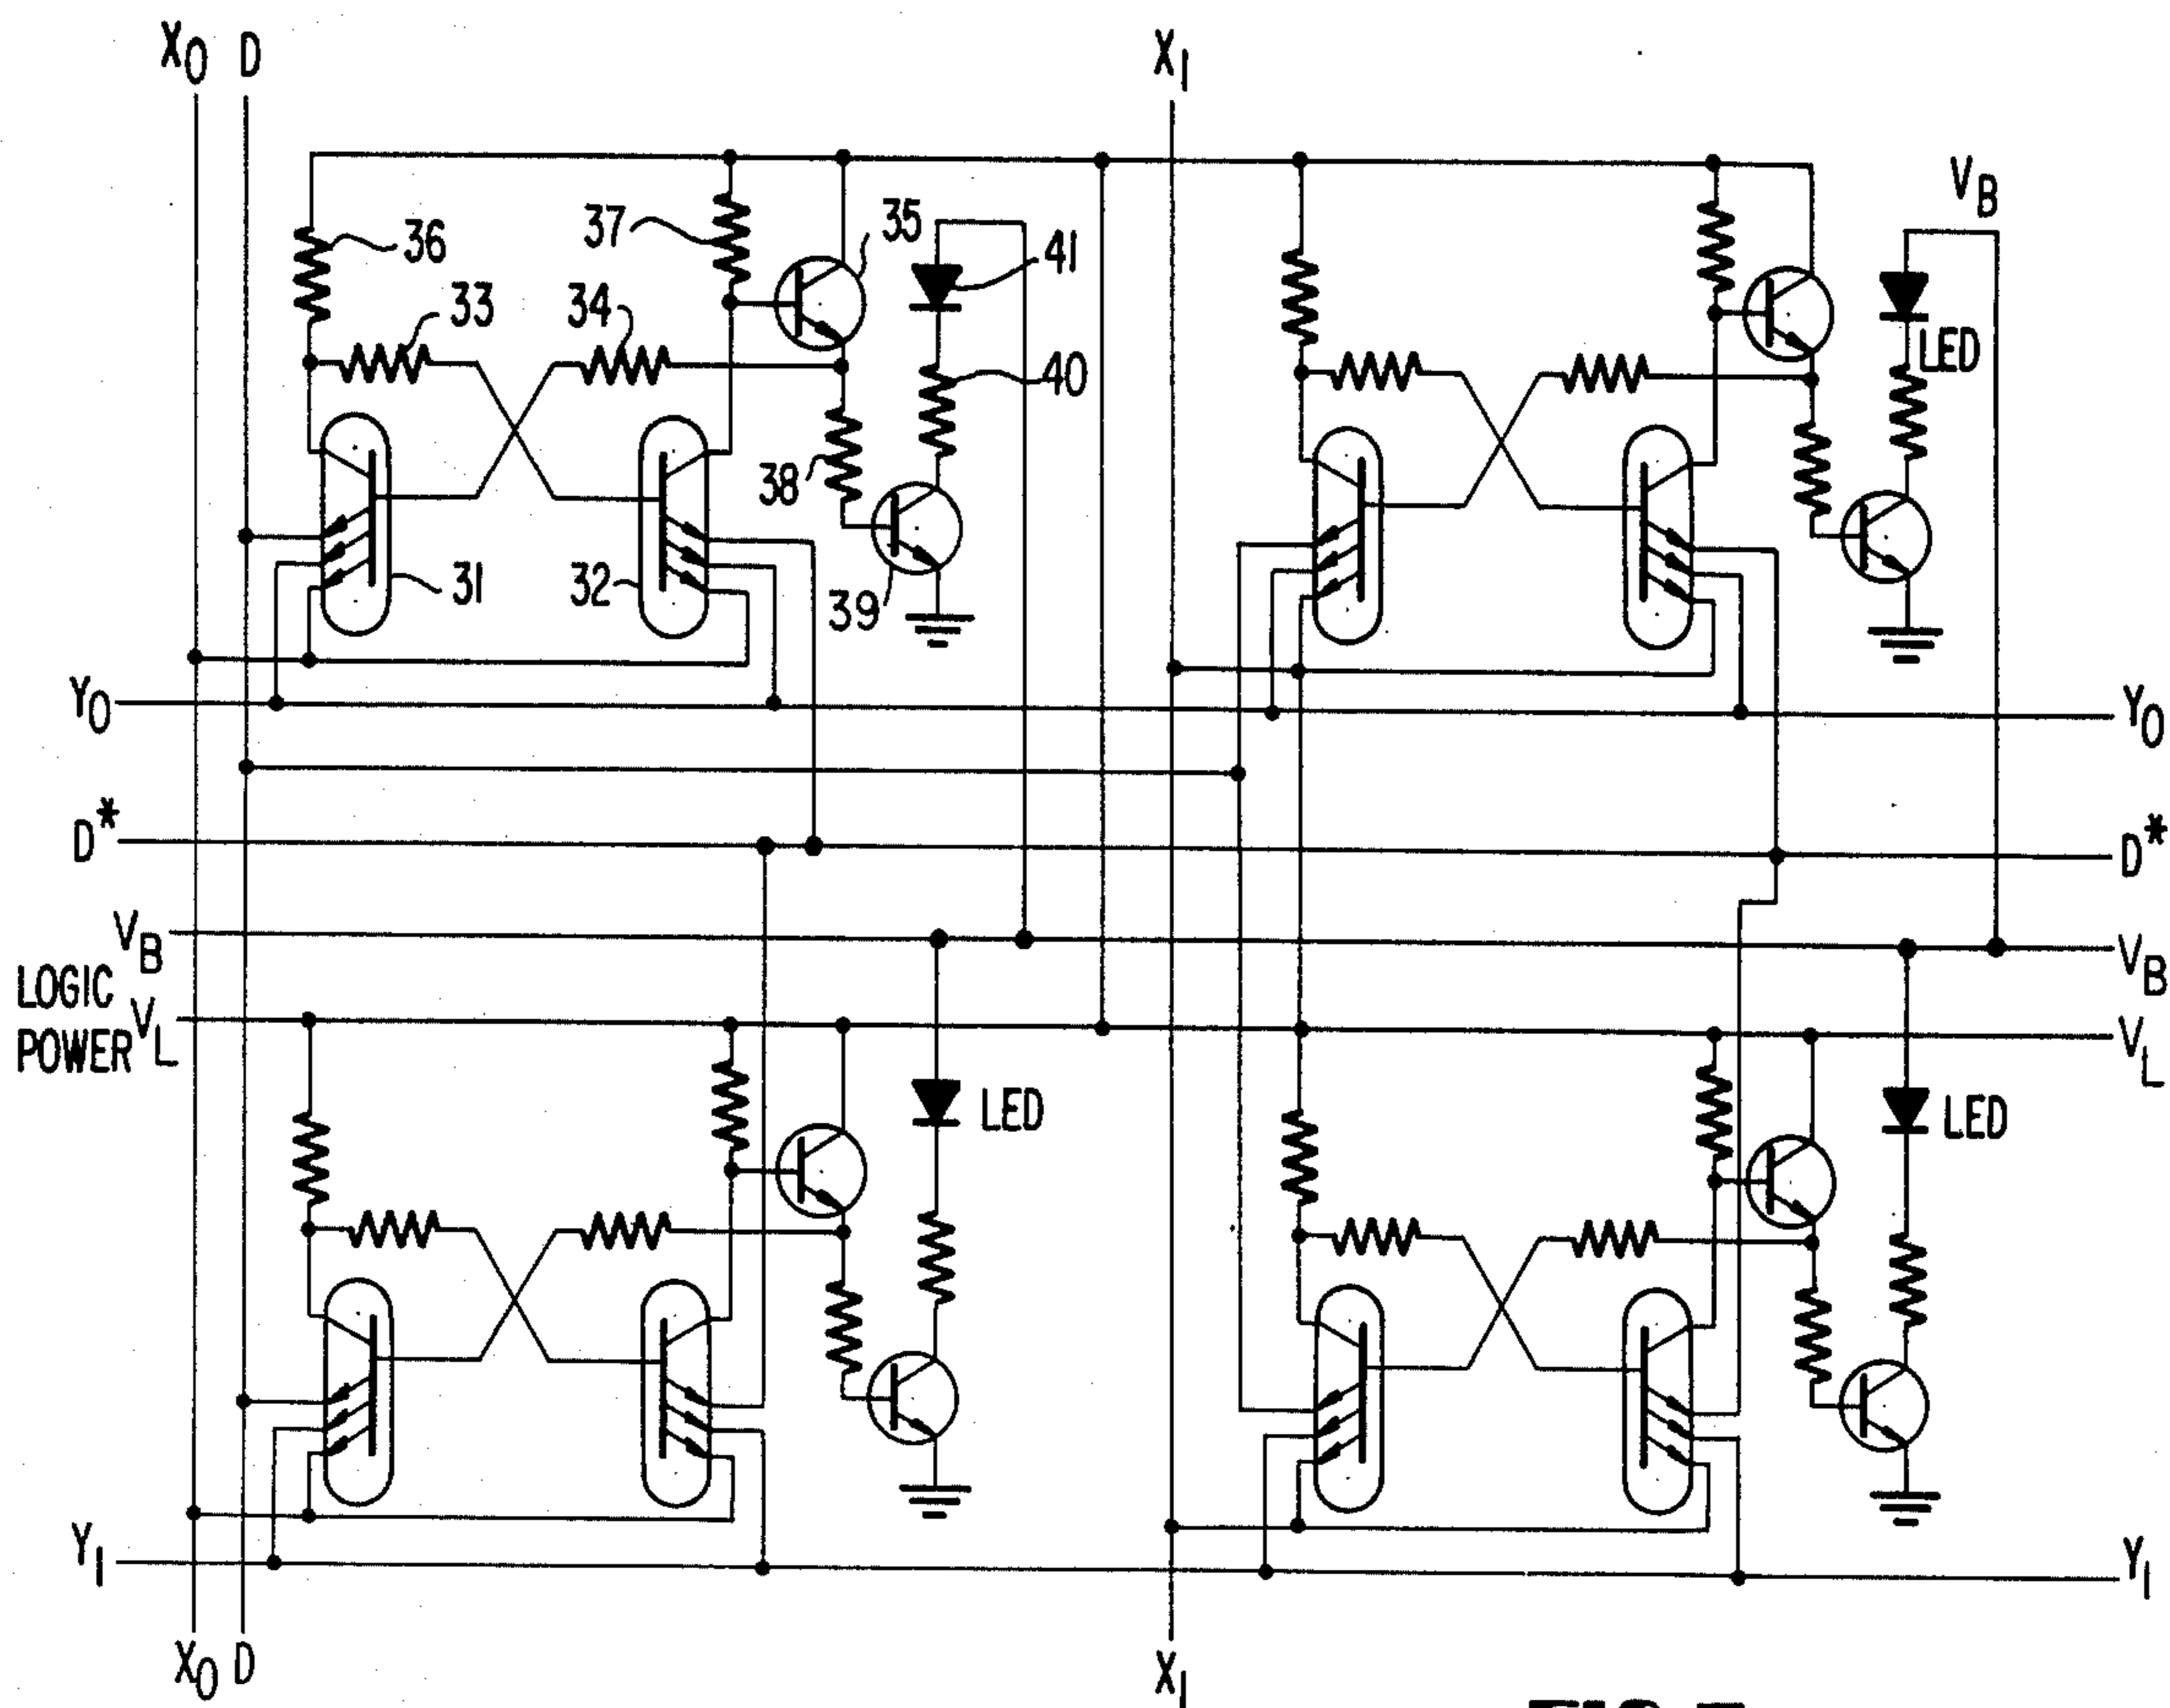 X0 D X1
VB
36 37 35 41
33 34
LED
40
38
31 32 39
Y0 Y0
D* D*
VB VB
LOGIC
POWER VL VL
LED LED
Y1 Y1
X0 D X1